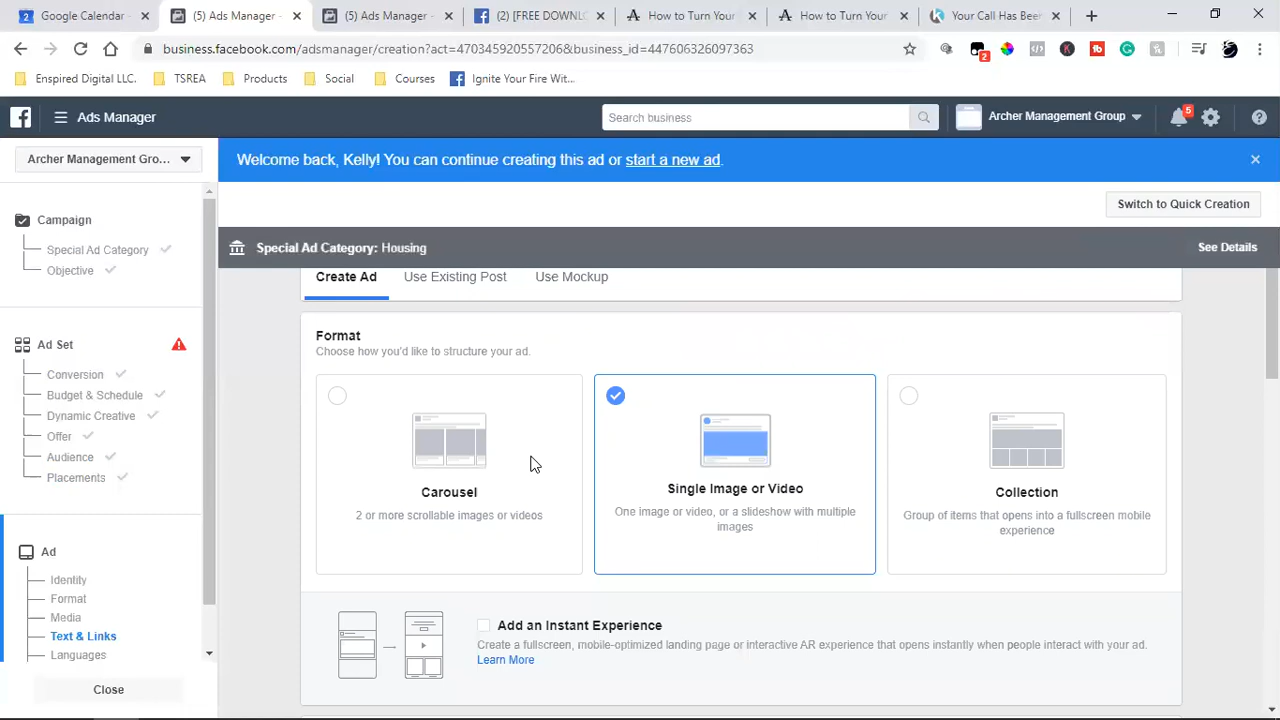 Google Calendar -
(5) Ads Manager -
(5) Ads Manager -
(2) [FREE DOWNL
How to Turn Your
How to Turn Your
Your Call Has Been
business.facebook.com/adsmanager/creation?act=470345920557206&business_id=447606326097363
2
Enspired Digital LLC.
TSREA
Products
Social
Courses
Ignite Your Fire Wit...
Ads Manager
Search business
Archer Management Group
5
Archer Management Gro...
Welcome back, Kelly! You can continue creating this ad or start a new ad.
Switch to Quick Creation
Campaign
Special Ad Category
Objective
Special Ad Category: Housing
See Details
Create Ad
Use Existing Post
Use Mockup
Format
Choose how you'd like to structure your ad.
Ad Set
Conversion
Budget & Schedule
Dynamic Creative
Offer
Audience
Placements
Carousel
2 or more scrollable images or videos
Single Image or Video
One image or video, or a slideshow with multiple
images
Collection
Group of items that opens into a fullscreen mobile
experience
Ad
Identity
Format
Media
Text & Links
Languages
Close
Add an Instant Experience
Create a fullscreen, mobile-optimized landing page or interactive AR experience that opens instantly when people interact with your ad.
Learn More